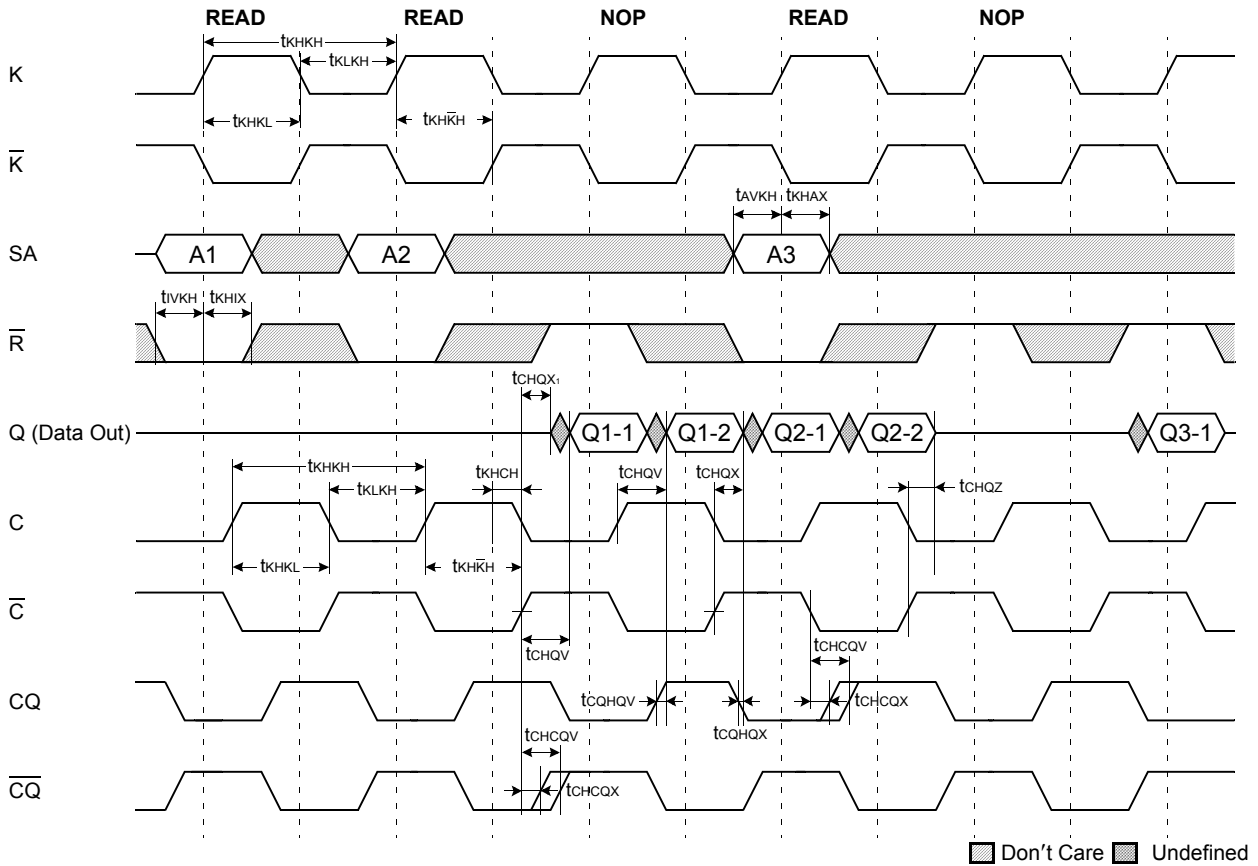 READ READ NOP READ NOP
tKHKH
tKLKH
K
tKHKL tKHK̅H
K̅
tAVKH tKHAX
SA A1 A2 A3
tIVKH tKHIX
R̅
tCHQX1
Q (Data Out) Q1-1 Q1-2 Q2-1 Q2-2 Q3-1
tKHKH tKHCH tCHQV tCHQX
tKLKH tCHQZ
C
tKHKL tKHK̅H
C̅
tCHQV tCHCQV
CQ tCQHQV tCHCQX
tCHCQV tCQHQX
C̅Q̅ tCHCQX
Don't Care Undefined